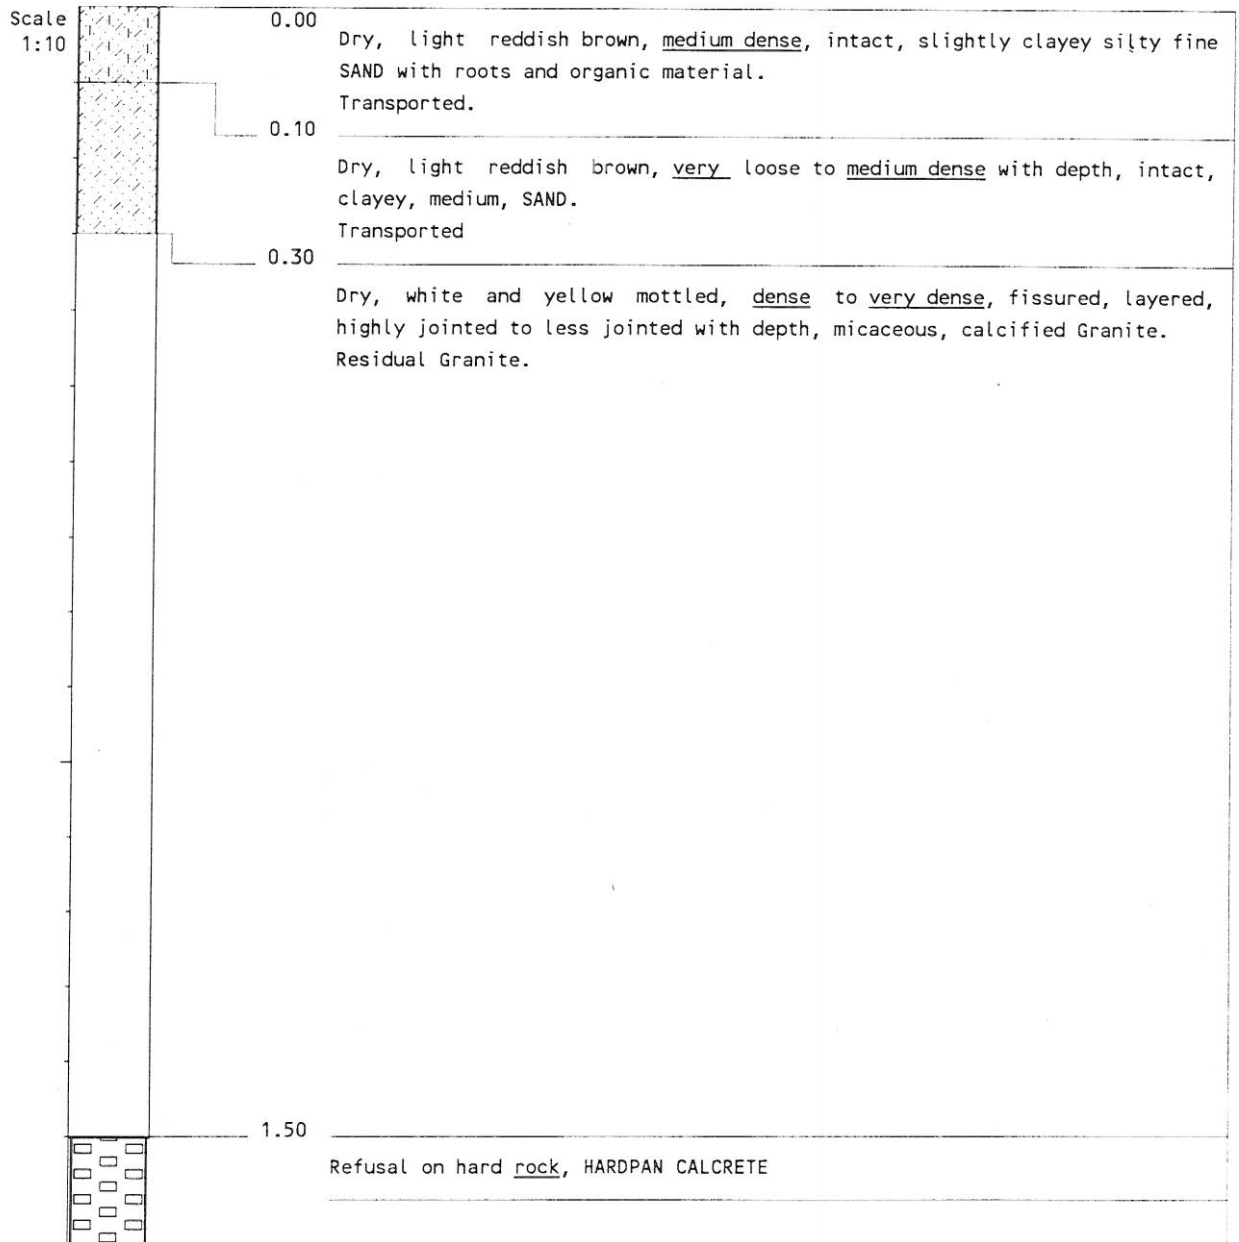 Scale
1:10
0.00
Dry, light reddish brown, medium dense, intact, slightly clayey silty fine
SAND with roots and organic material.
Transported.
0.10
Dry, light reddish brown, very loose to medium dense with depth, intact,
clayey, medium, SAND.
Transported
0.30
Dry, white and yellow mottled, dense to very dense, fissured, layered,
highly jointed to less jointed with depth, micaceous, calcified Granite.
Residual Granite.
1.50
Refusal on hard rock, HARDPAN CALCRETE